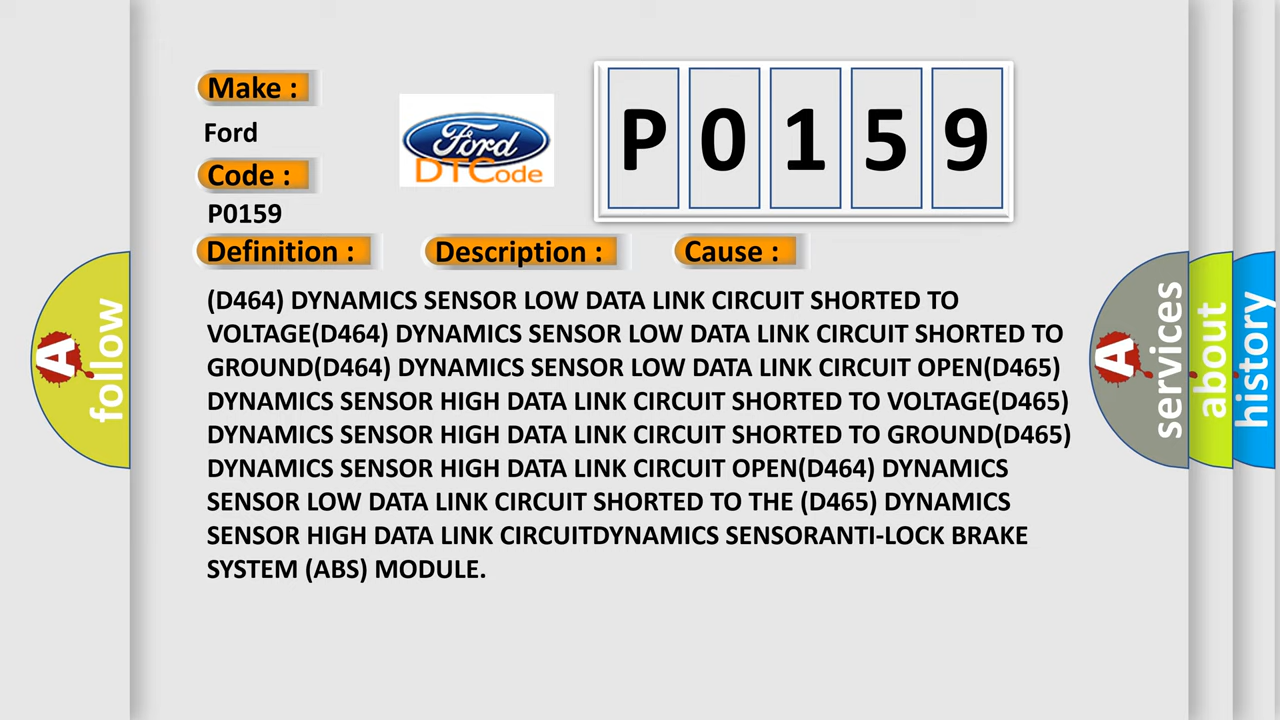 Make :
Ford
Code :
P0159
Ford
DTCode
P0159
Definition :
Description :
Cause :
(D464) DYNAMICS SENSOR LOW DATA LINK CIRCUIT SHORTED TO
VOLTAGE(D464) DYNAMICS SENSOR LOW DATA LINK CIRCUIT SHORTED TO
GROUND(D464) DYNAMICS SENSOR LOW DATA LINK CIRCUIT OPEN(D465)
DYNAMICS SENSOR HIGH DATA LINK CIRCUIT SHORTED TO VOLTAGE(D465)
DYNAMICS SENSOR HIGH DATA LINK CIRCUIT SHORTED TO GROUND(D465)
DYNAMICS SENSOR HIGH DATA LINK CIRCUIT OPEN(D464) DYNAMICS
SENSOR LOW DATA LINK CIRCUIT SHORTED TO THE (D465) DYNAMICS
SENSOR HIGH DATA LINK CIRCUITDYNAMICS SENSORANTI-LOCK BRAKE
SYSTEM (ABS) MODULE.
A
follow
A
services
about
history